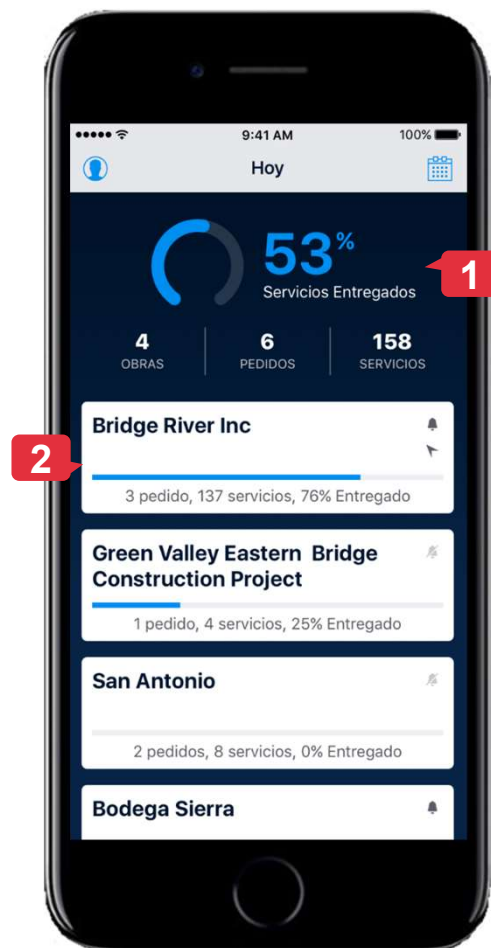 9:41 AM
100%
Hoy
53%
Servicios Entregados
1
4
6
158
OBRAS
PEDIDOS
SERVICIOS
Bridge River Inc
2
3 pedido, 137 servicios, 76% Entregado
Green Valley Eastern Bridge
Construction Project
1 pedido, 4 servicios, 25% Entregado
San Antonio
2 pedidos, 8 servicios, 0% Entregado
Bodega Sierra